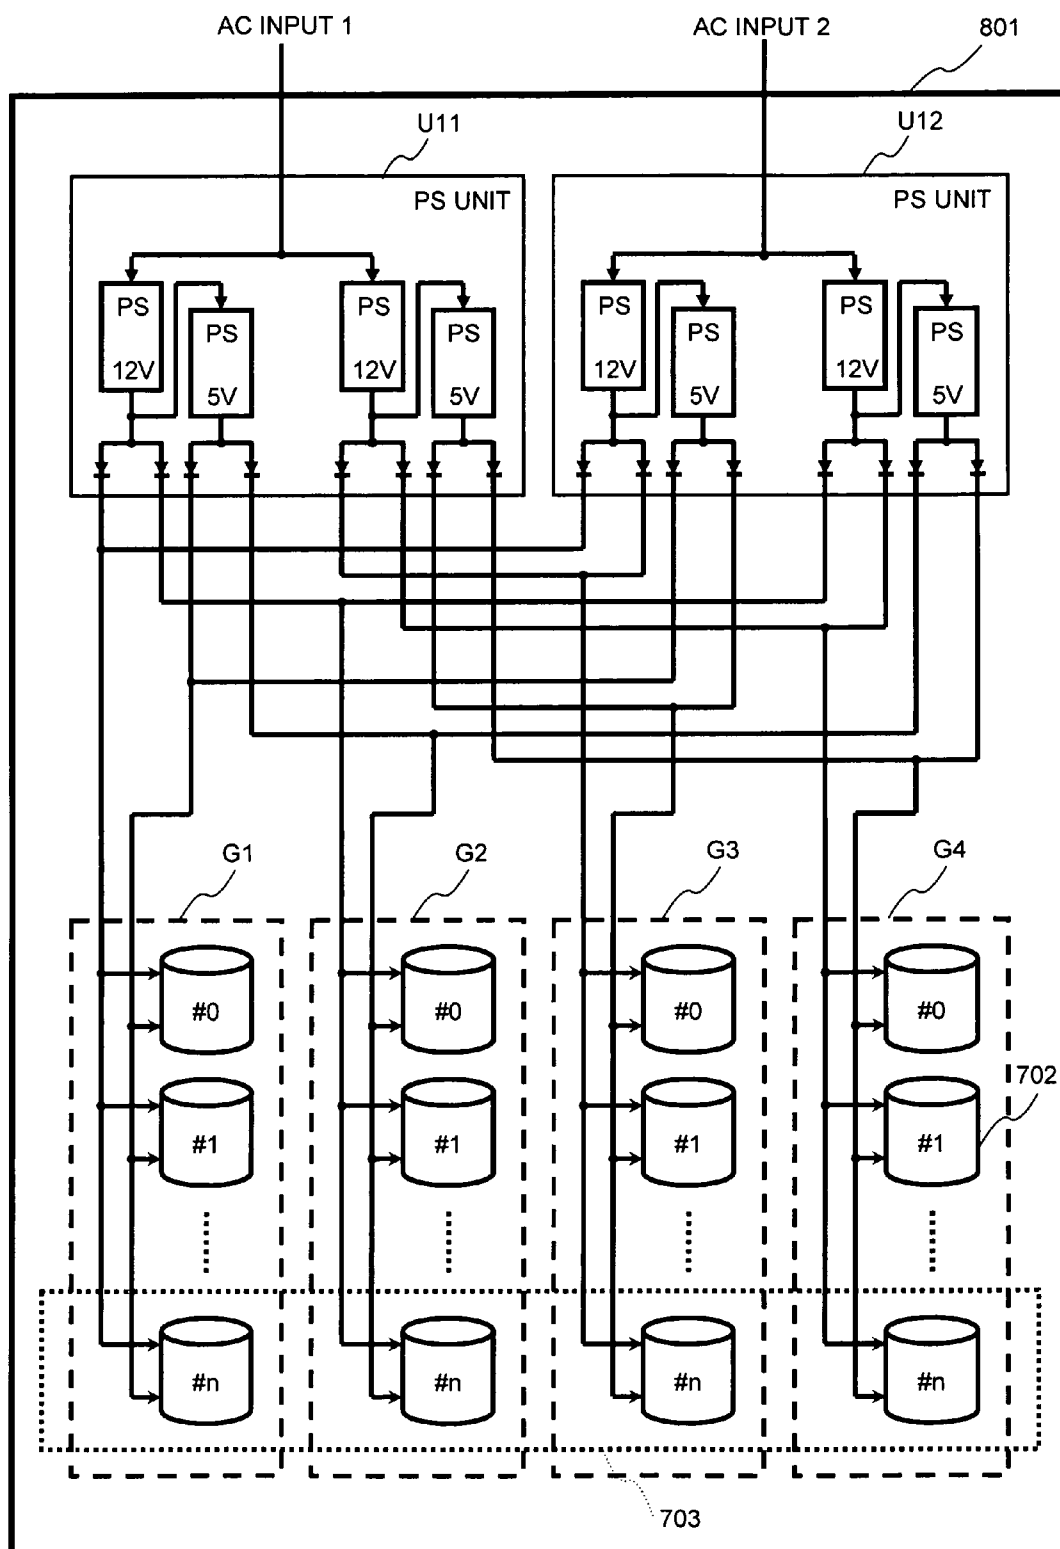 AC INPUT 1
AC INPUT 2
801
U11
U12
PS UNIT
PS UNIT
PS
PS
PS
PS
PS
PS
PS
PS
12V
5V
12V
5V
12V
5V
12V
5V
G1
G2
G3
G4
#0
#0
#0
#0
702
#1
#1
#1
#1
#n
#n
#n
#n
703